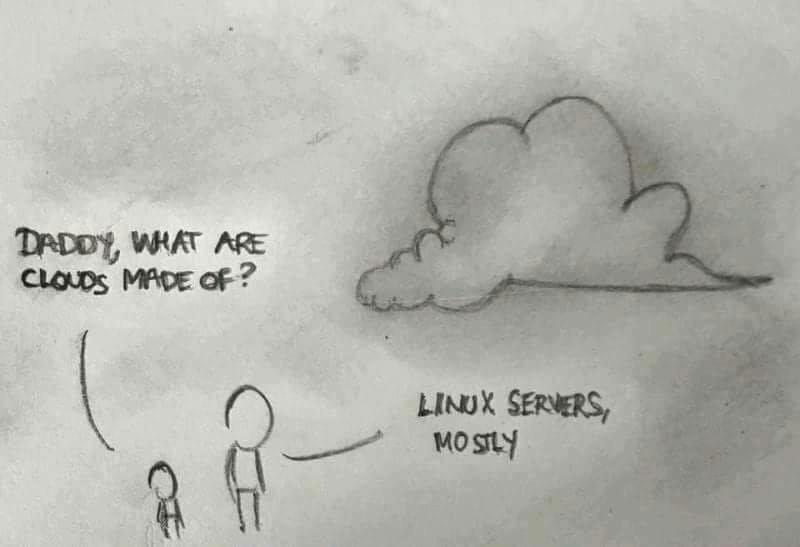 DADDY, WHAT ARE
CLOUDS MADE OF?
LINUX SERVERS,
MOSTLY